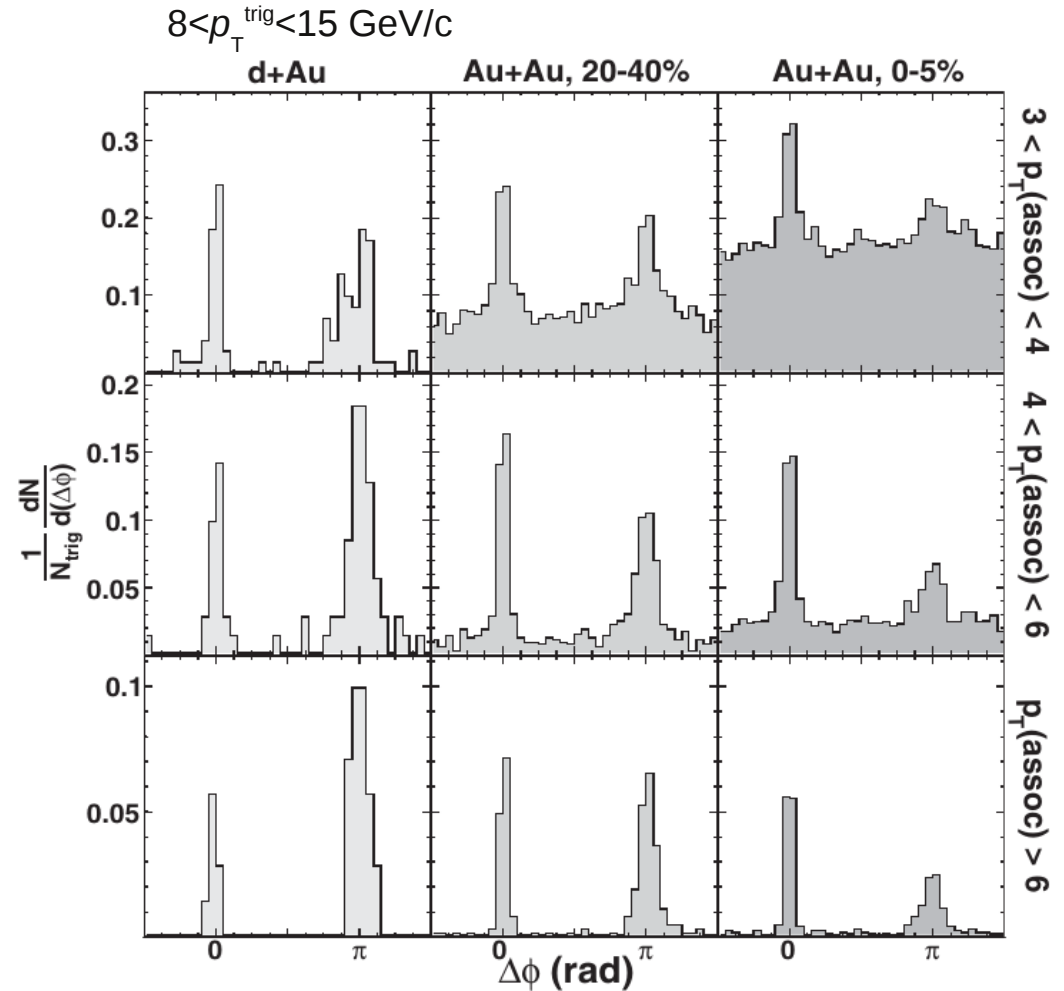 8<p_T^trig<15 GeV/c
d+Au
Au+Au, 20-40%
Au+Au, 0-5%
0.3
0.2
0.1
3 < p_T(assoc) < 4
0.2
0.15
0.1
0.05
4 < p_T(assoc) < 6
1/N_trig dN/d(Δϕ)
0.1
0.05
p_T(assoc) > 6
0 π 0 π 0 π
Δϕ (rad)